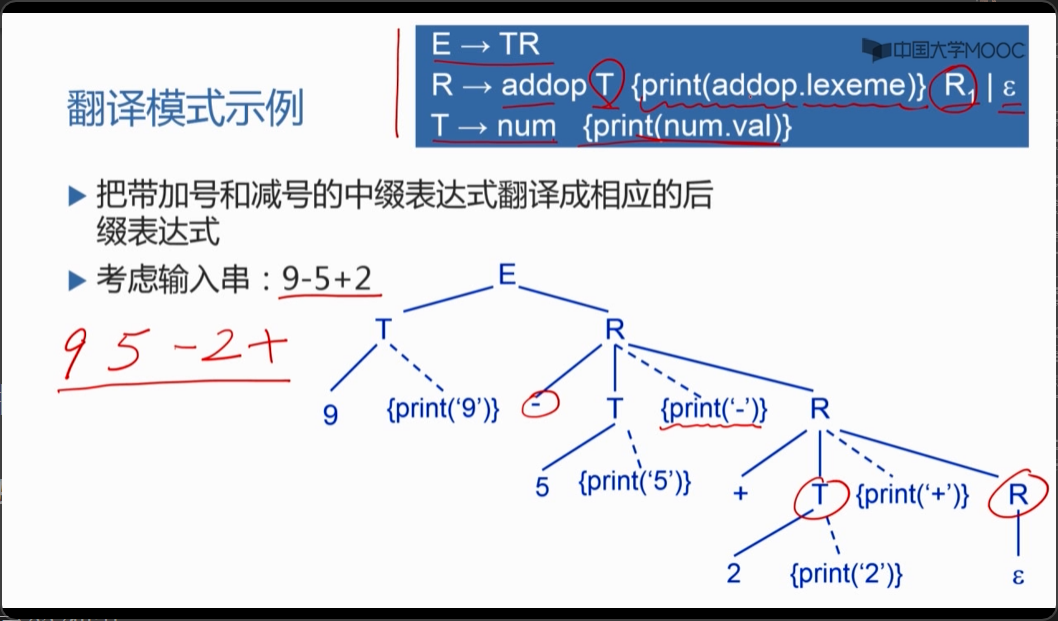 E → TR
R → addop T {print(addop.lexeme)} R₁ | ε
T → num {print(num.val)}
中国大学MOOC
翻译模式示例
把带加号和减号的中缀表达式翻译成相应的后
缀表达式
考虑输入串：9-5+2
9 5 - 2 +
E
T R
9 {print('9')} - T {print('-')} R
5 {print('5')} + T {print('+')} R
2 {print('2')} ε